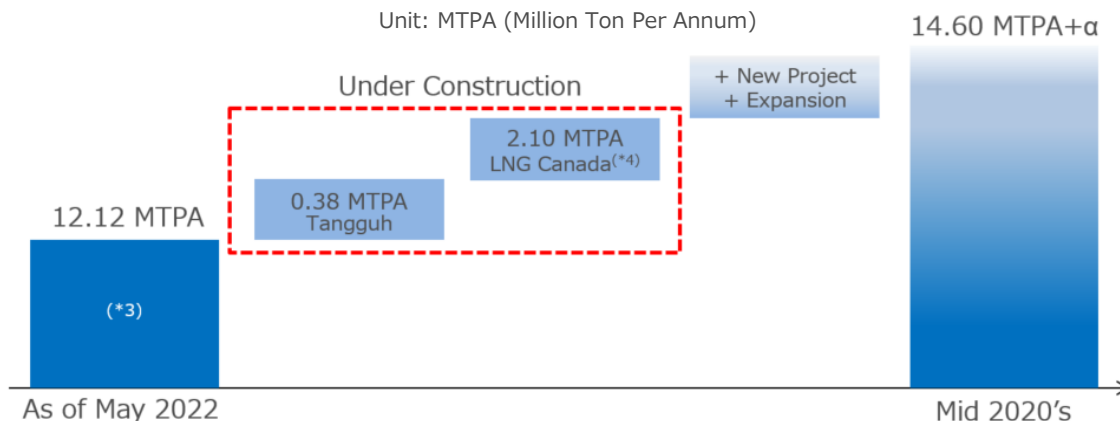 Unit: MTPA (Million Ton Per Annum)
14.60 MTPA+α
Under Construction
+ New Project
+ Expansion
2.10 MTPA
LNG Canada(*4)
0.38 MTPA
Tangguh
12.12 MTPA
(*3)
As of May 2022
Mid 2020's